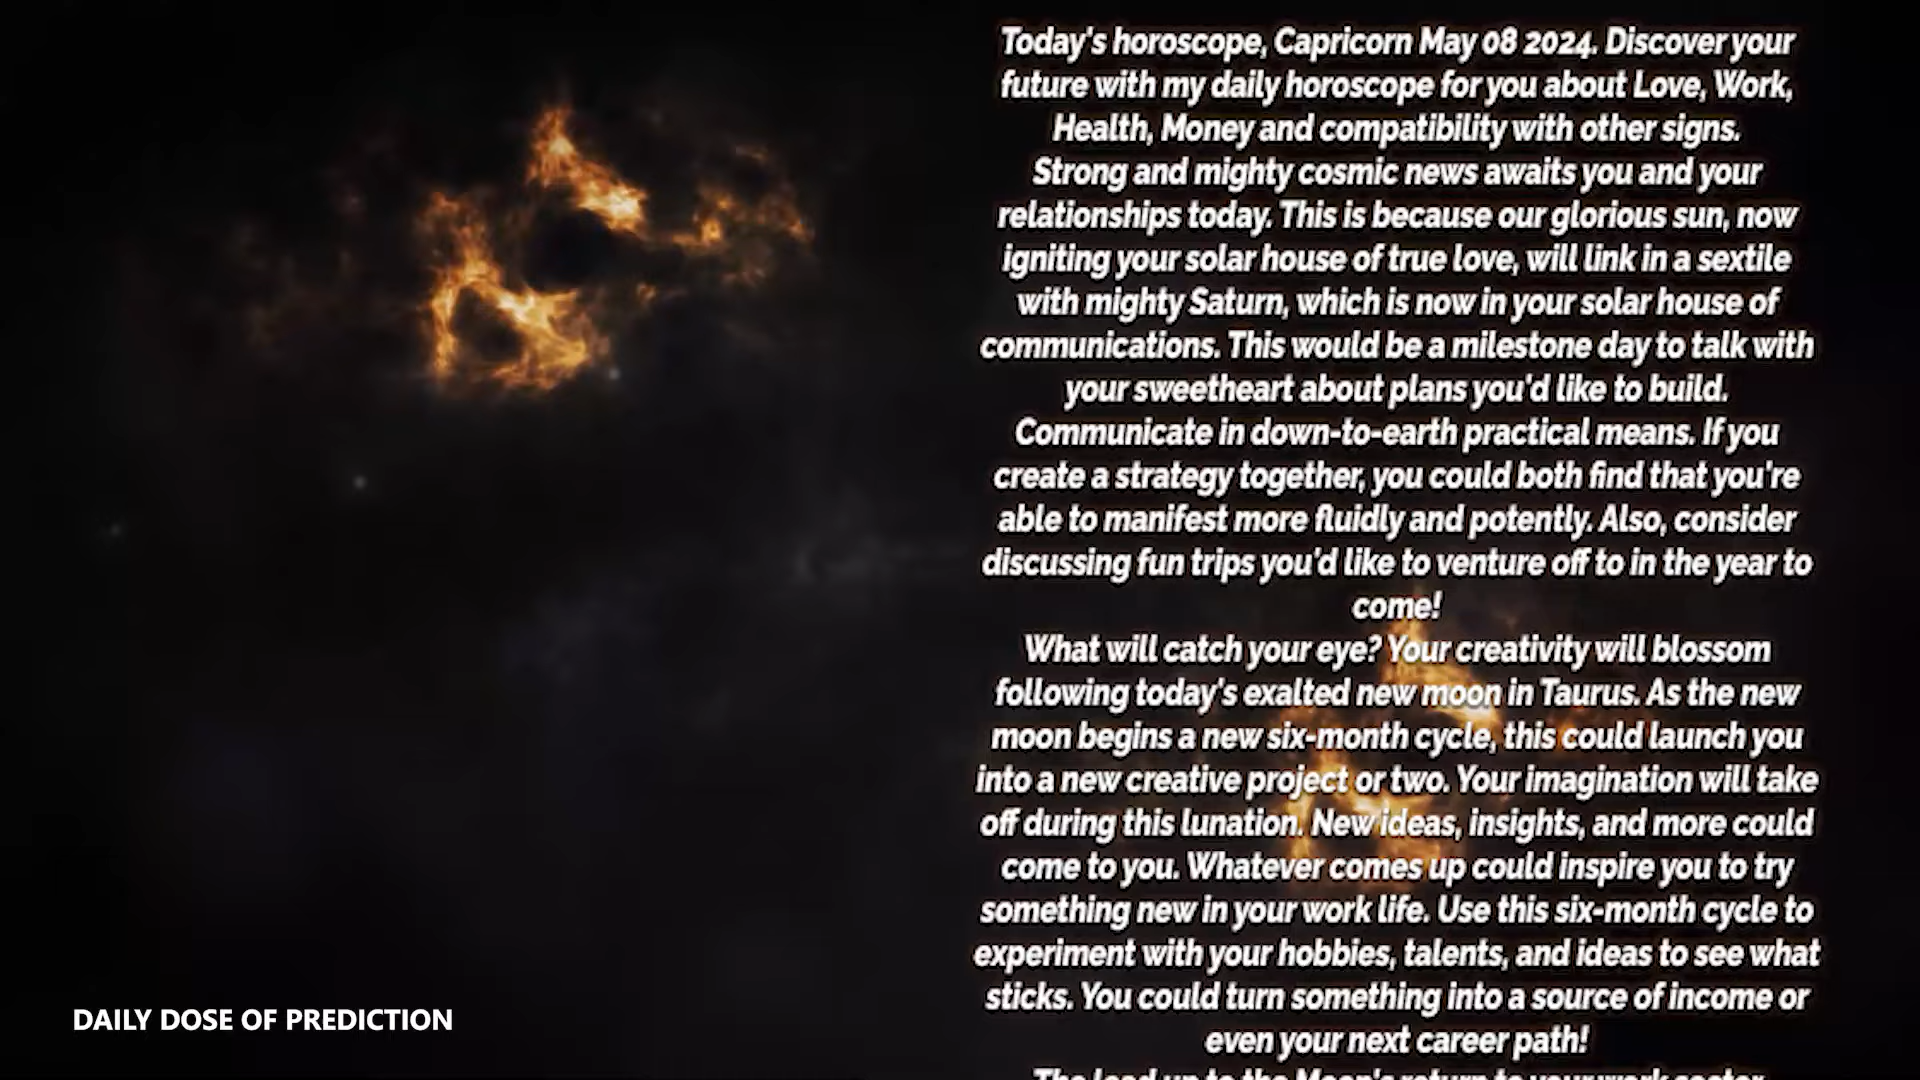 Today's horoscope, Capricorn May 08 2024. Discover your
future with my daily horoscope for you about Love, Work,
Health, Money and compatibility with other signs.
Strong and mighty cosmic news awaits you and your
relationships today. This is because our glorious sun, now
igniting your solar house of true love, will link in a sextile
with mighty Saturn, which is now in your solar house of
communications. This would be a milestone day to talk with
your sweetheart about plans you'd like to build.
Communicate in down-to-earth practical means. If you
create a strategy together, you could both find that you're
able to manifest more fluidly and potently. Also, consider
discussing fun trips you'd like to venture off to in the year to
come!
What will catch your eye? Your creativity will blossom
following today's exalted new moon in Taurus. As the new
moon begins a new six-month cycle, this could launch you
into a new creative project or two. Your imagination will take
off during this lunation. New ideas, insights, and more could
come to you. Whatever comes up could inspire you to try
something new in your work life. Use this six-month cycle to
experiment with your hobbies, talents, and ideas to see what
sticks. You could turn something into a source of income or
even your next career path!
The lead up to the Moon's return to your work sector
DAILY DOSE OF PREDICTION